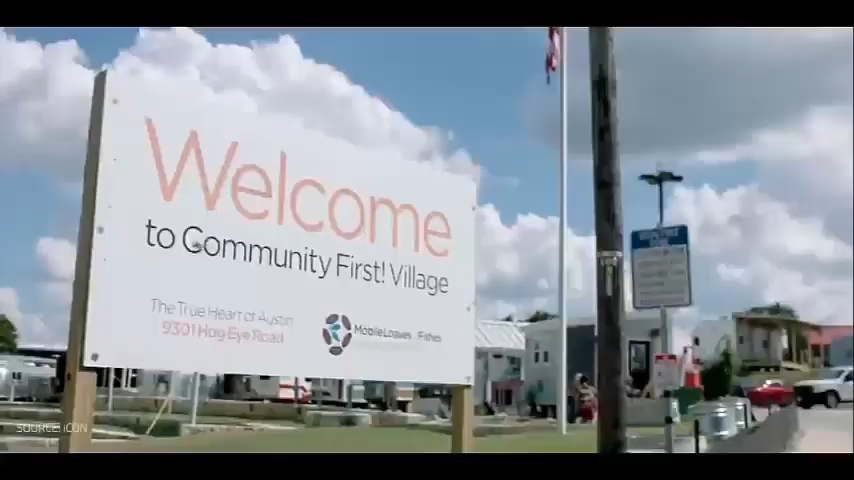 Welcome
to Community First! Village
The True Heart of Austin
9301 Hog Eye Road
Mobile Loaves & Fishes
SOURCE: ICON